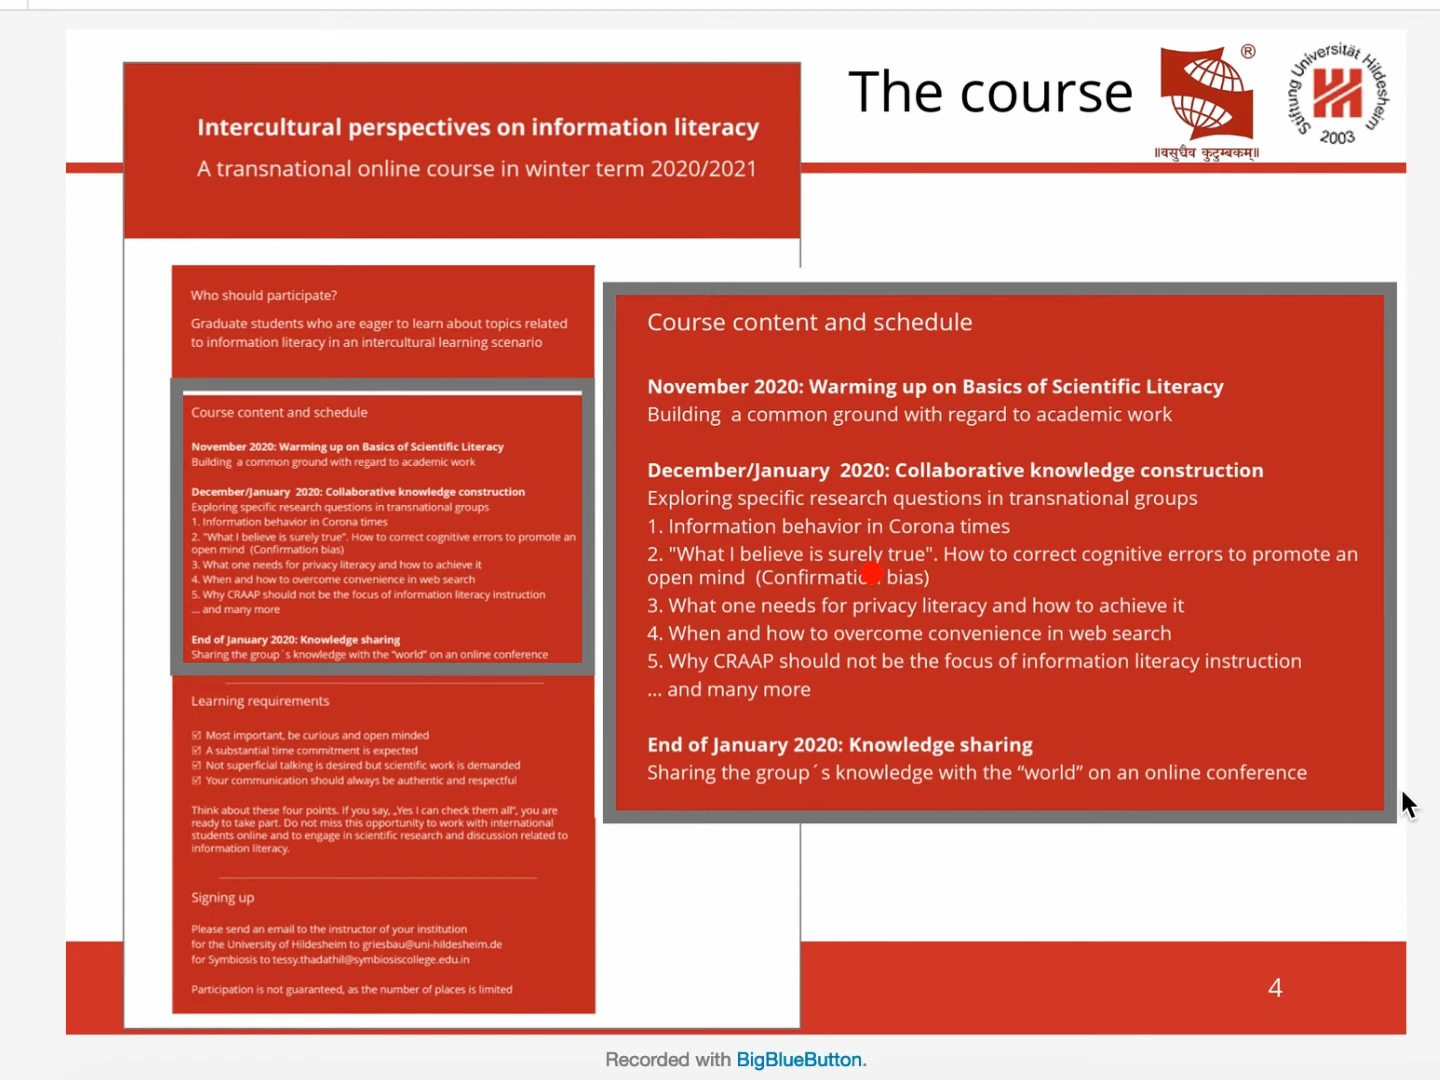 The course
®
॥वसुधैव कुटुम्बकम्॥
Stiftung Universität Hildesheim
2003
Intercultural perspectives on information literacy
A transnational online course in winter term 2020/2021
Who should participate?
Graduate students who are eager to learn about topics related
to information literacy in an intercultural learning scenario
Course content and schedule
November 2020: Warming up on Basics of Scientific Literacy
Building  a common ground with regard to academic work
December/January  2020: Collaborative knowledge construction
Exploring specific research questions in transnational groups
1. Information behavior in Corona times
2. "What I believe is surely true". How to correct cognitive errors to promote an
open mind  (Confirmation bias)
3. What one needs for privacy literacy and how to achieve it
4. When and how to overcome convenience in web search
5. Why CRAAP should not be the focus of information literacy instruction
... and many more
End of January 2020: Knowledge sharing
Sharing the group´s knowledge with the “world” on an online conference
Learning requirements
☑ Most important, be curious and open minded
☑ A substantial time commitment is expected
☑ Not superficial talking is desired but scientific work is demanded
☑ Your communication should always be authentic and respectful
Think about these four points. If you say, „Yes I can check them all“, you are
ready to take part. Do not miss this opportunity to work with international
students online and to engage in scientific research and discussion related to
information literacy.
Signing up
Please send an email to the instructor of your institution
for the University of Hildesheim to griesbau@uni-hildesheim.de
for Symbiosis to tessy.thadathil@symbiosiscollege.edu.in
Participation is not guaranteed, as the number of places is limited
Course content and schedule
November 2020: Warming up on Basics of Scientific Literacy
Building  a common ground with regard to academic work
December/January  2020: Collaborative knowledge construction
Exploring specific research questions in transnational groups
1. Information behavior in Corona times
2. "What I believe is surely true". How to correct cognitive errors to promote an
open mind  (Confirmation bias)
3. What one needs for privacy literacy and how to achieve it
4. When and how to overcome convenience in web search
5. Why CRAAP should not be the focus of information literacy instruction
... and many more
End of January 2020: Knowledge sharing
Sharing the group´s knowledge with the “world” on an online conference
4
Recorded with BigBlueButton.